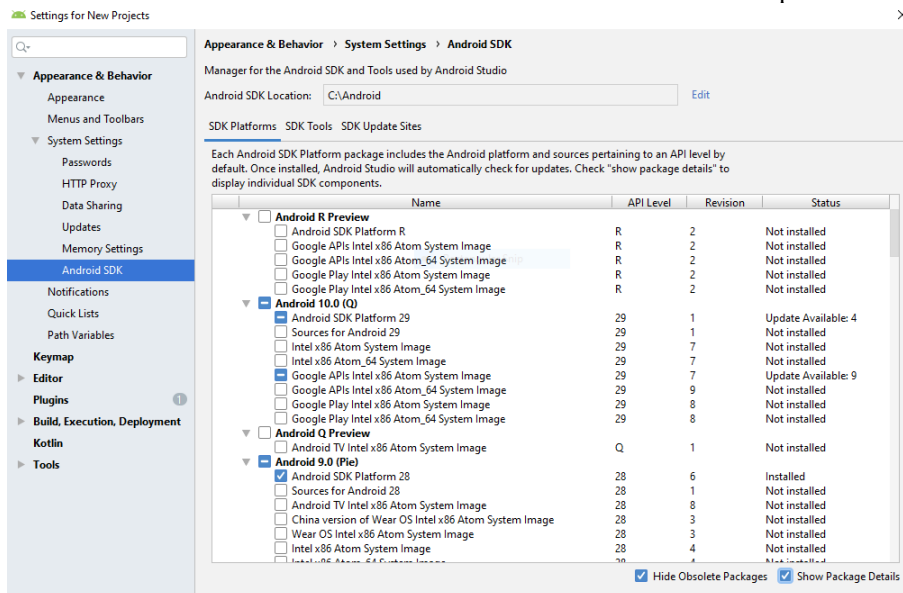 Settings for New Projects
Appearance & Behavior
Appearance
Menus and Toolbars
System Settings
Passwords
HTTP Proxy
Data Sharing
Updates
Memory Settings
Android SDK
Notifications
Quick Lists
Path Variables
Keymap
Editor
Plugins 1
Build, Execution, Deployment
Kotlin
Tools
Appearance & Behavior › System Settings › Android SDK
Manager for the Android SDK and Tools used by Android Studio
Android SDK Location: C:\Android Edit
SDK Platforms SDK Tools SDK Update Sites
Each Android SDK Platform package includes the Android platform and sources pertaining to an API level by
default. Once installed, Android Studio will automatically check for updates. Check "show package details" to
display individual SDK components.
Name API Level Revision Status
Android R Preview
Android SDK Platform R R 2 Not installed
Google APIs Intel x86 Atom System Image R 2 Not installed
Google APIs Intel x86 Atom_64 System Image R 2 Not installed
Google Play Intel x86 Atom System Image R 2 Not installed
Google Play Intel x86 Atom_64 System Image R 2 Not installed
Android 10.0 (Q)
Android SDK Platform 29 29 1 Update Available: 4
Sources for Android 29 29 1 Not installed
Intel x86 Atom System Image 29 7 Not installed
Intel x86 Atom_64 System Image 29 7 Not installed
Google APIs Intel x86 Atom System Image 29 7 Update Available: 9
Google APIs Intel x86 Atom_64 System Image 29 9 Not installed
Google Play Intel x86 Atom System Image 29 8 Not installed
Google Play Intel x86 Atom_64 System Image 29 8 Not installed
Android Q Preview
Android TV Intel x86 Atom System Image Q 1 Not installed
Android 9.0 (Pie)
Android SDK Platform 28 28 6 Installed
Sources for Android 28 28 1 Not installed
Android TV Intel x86 Atom System Image 28 8 Not installed
China version of Wear OS Intel x86 Atom System Image 28 3 Not installed
Wear OS Intel x86 Atom System Image 28 3 Not installed
Intel x86 Atom System Image 28 4 Not installed
Intel x86 Atom_64 System Image 28 4 Not installed
Hide Obsolete Packages Show Package Details